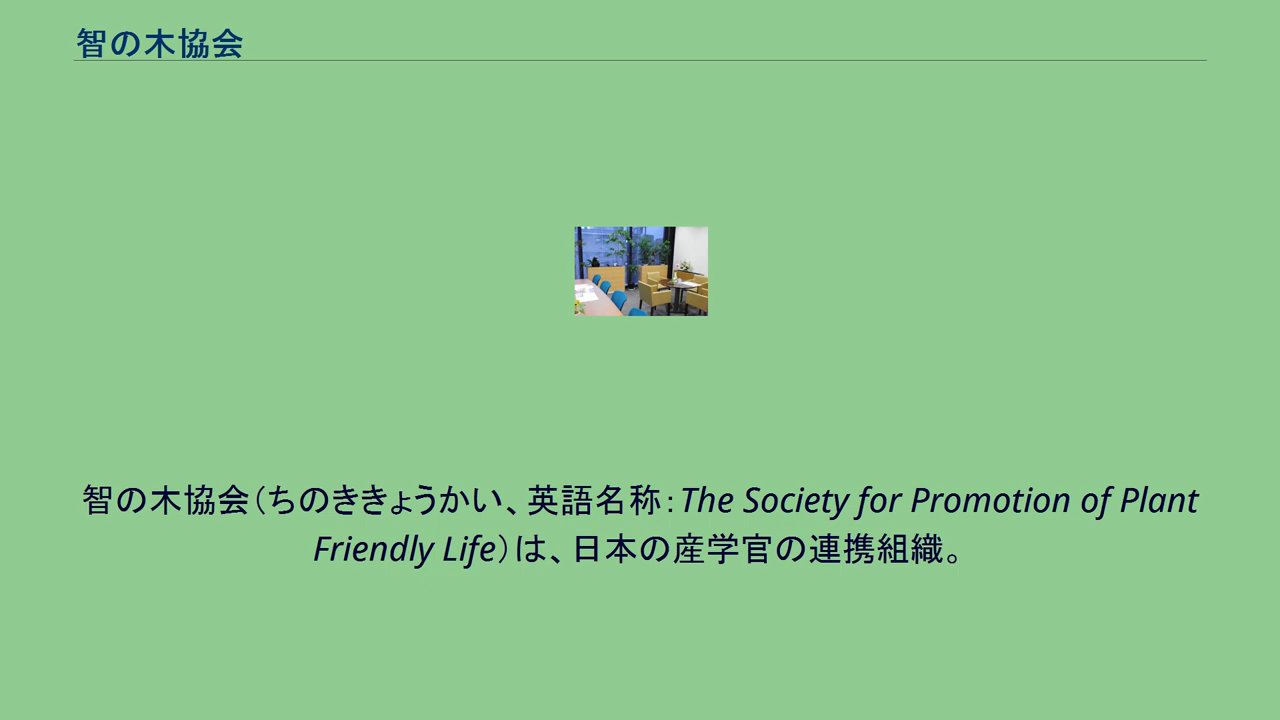 智の木協会
智の木協会（ちのききょうかい、英語名称：The Society for Promotion of Plant
Friendly Life）は、日本の産学官の連携組織。